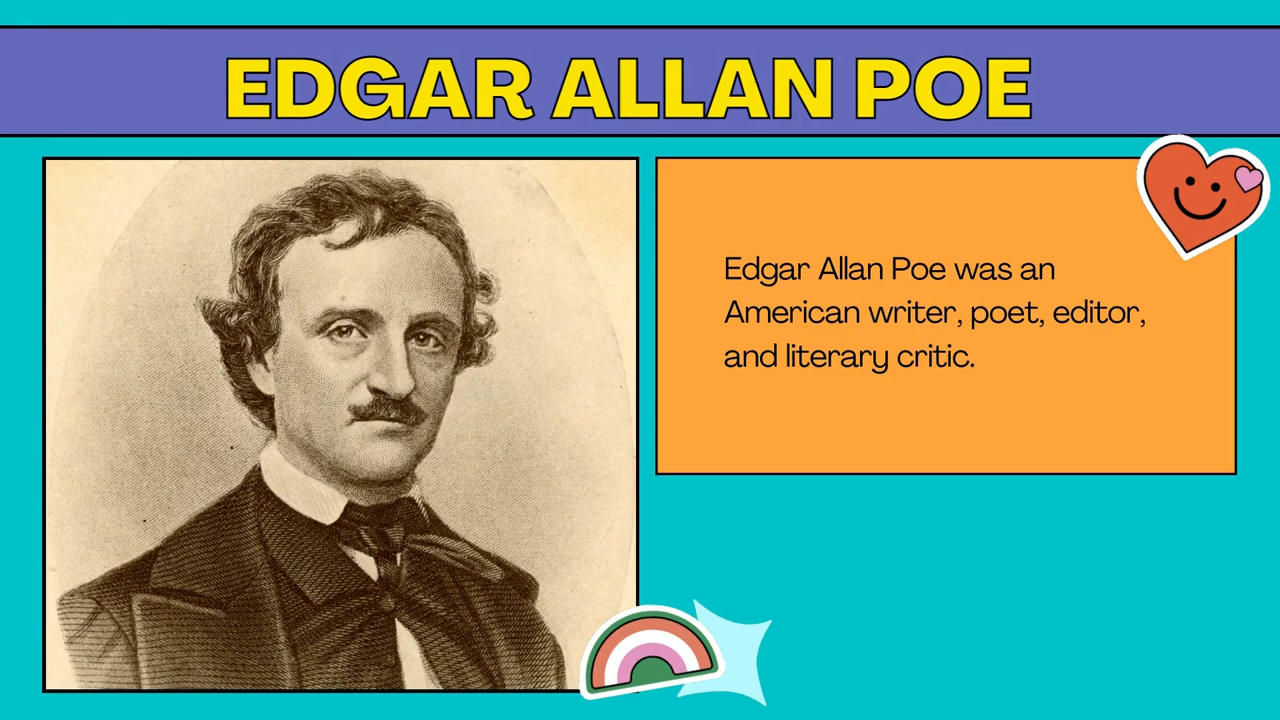 EDGAR ALLAN POE
Edgar Allan Poe was an
American writer, poet, editor,
and literary critic.